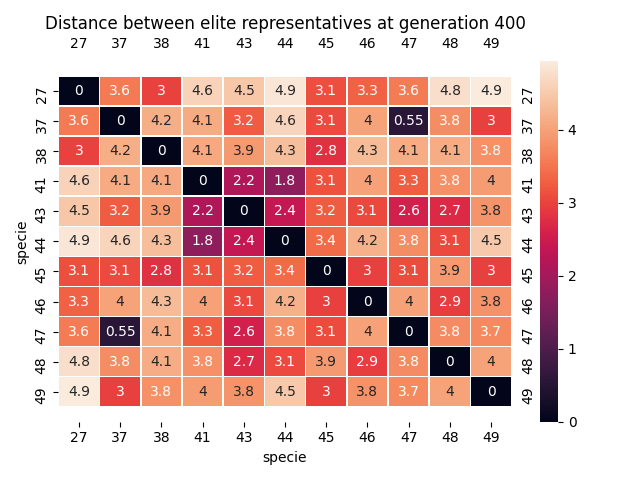 Distance between elite representatives at generation 400
27 37 38 41 43 44 45 46 47 48 49
27 0 3.6 3 4.6 4.5 4.9 3.1 3.3 3.6 4.8 4.9 27
37 3.6 0 4.2 4.1 3.2 4.6 3.1 4 0.55 3.8 3 37
38 3 4.2 0 4.1 3.9 4.3 2.8 4.3 4.1 4.1 3.8 38
41 4.6 4.1 4.1 0 2.2 1.8 3.1 4 3.3 3.8 4 41
43 4.5 3.2 3.9 2.2 0 2.4 3.2 3.1 2.6 2.7 3.8 43
44 4.9 4.6 4.3 1.8 2.4 0 3.4 4.2 3.8 3.1 4.5 44
45 3.1 3.1 2.8 3.1 3.2 3.4 0 3 3.1 3.9 3 45
46 3.3 4 4.3 4 3.1 4.2 3 0 4 2.9 3.8 46
47 3.6 0.55 4.1 3.3 2.6 3.8 3.1 4 0 3.8 3.7 47
48 4.8 3.8 4.1 3.8 2.7 3.1 3.9 2.9 3.8 0 4 48
49 4.9 3 3.8 4 3.8 4.5 3 3.8 3.7 4 0 49
27 37 38 41 43 44 45 46 47 48 49
specie
specie
4
3
2
1
0